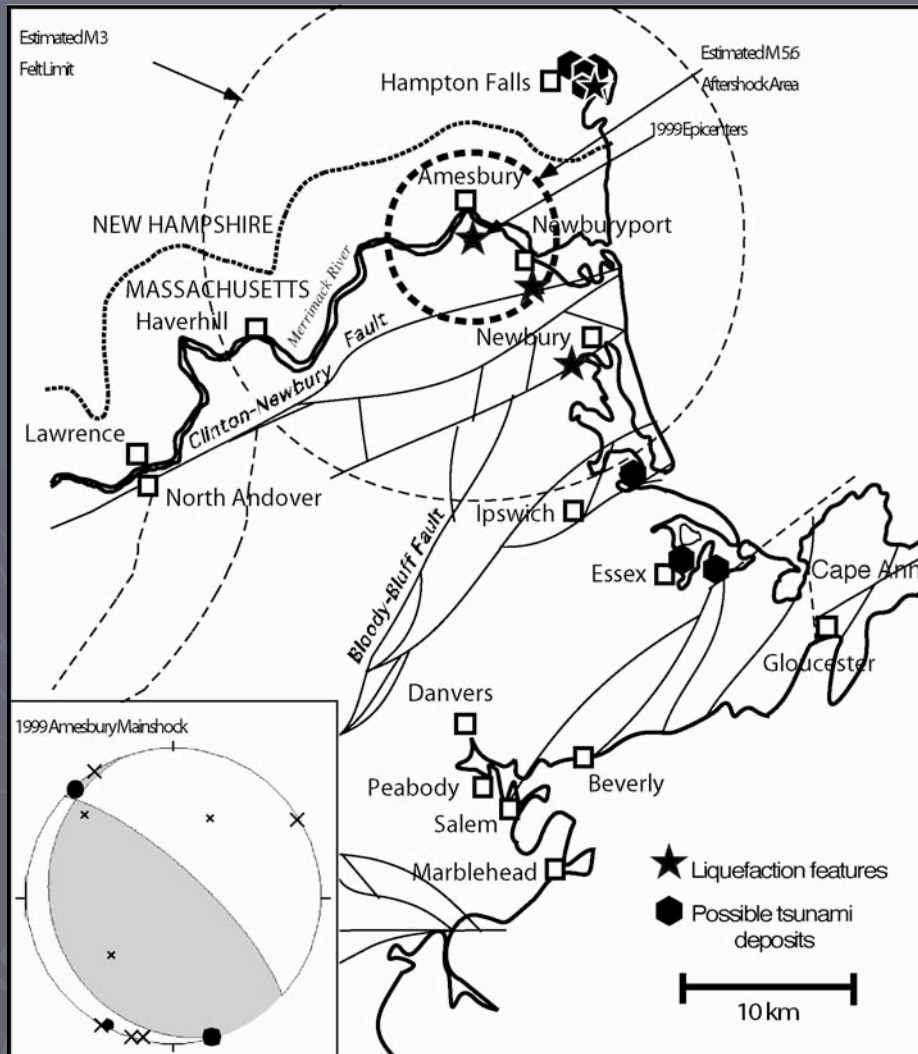 Estimated M3
Felt Limit
Hampton Falls
Estimated M 5.6
Aftershock Area
1999 Epicenters
Amesbury
NEW HAMPSHIRE
Newburyport
MASSACHUSETTS
Merrimack River
Haverhill
Newbury
Clinton-Newbury Fault
Lawrence
North Andover
Ipswich
Bloody-Bluff Fault
Essex
Cape Ann
Gloucester
Danvers
1999 Amesbury Mainshock
Peabody
Beverly
Salem
Marblehead
Liquefaction features
Possible tsunami
deposits
10 km